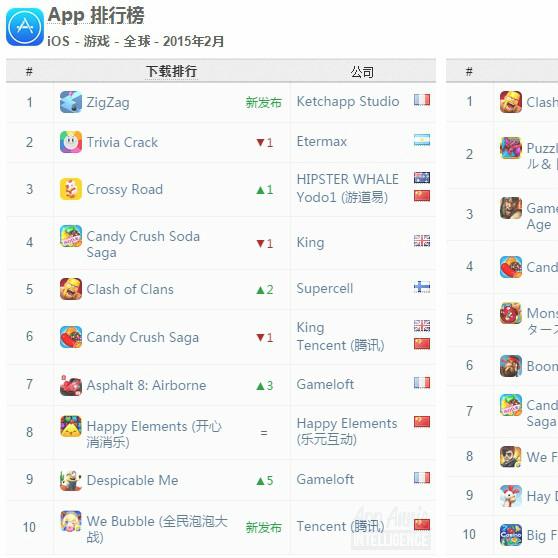 App 排行榜
iOS - 游戏 - 全球 - 2015年2月
# 下载排行 公司 #
1 ZigZag 新发布 Ketchapp Studio
2 Trivia Crack ▼1 Etermax
3 Crossy Road ▲1 HIPSTER WHALE
Yodo1 (游道易)
4 Candy Crush Soda
Saga ▼1 King
5 Clash of Clans ▲2 Supercell
6 Candy Crush Saga ▼1 King
Tencent (腾讯)
7 Asphalt 8: Airborne ▲3 Gameloft
8 Happy Elements (开心
消消乐) = Happy Elements
(乐元互动)
9 Despicable Me ▲5 Gameloft
10 We Bubble (全民泡泡大
战) 新发布 Tencent (腾讯)
App Annie
INTELLIGENCE
1 Clash
2 Puzzl
ル&
3 Game
Age
4 Cand
5 Mons
タース
6 Boom
7 Cand
Saga
8 We F
9 Hay D
10 Big F